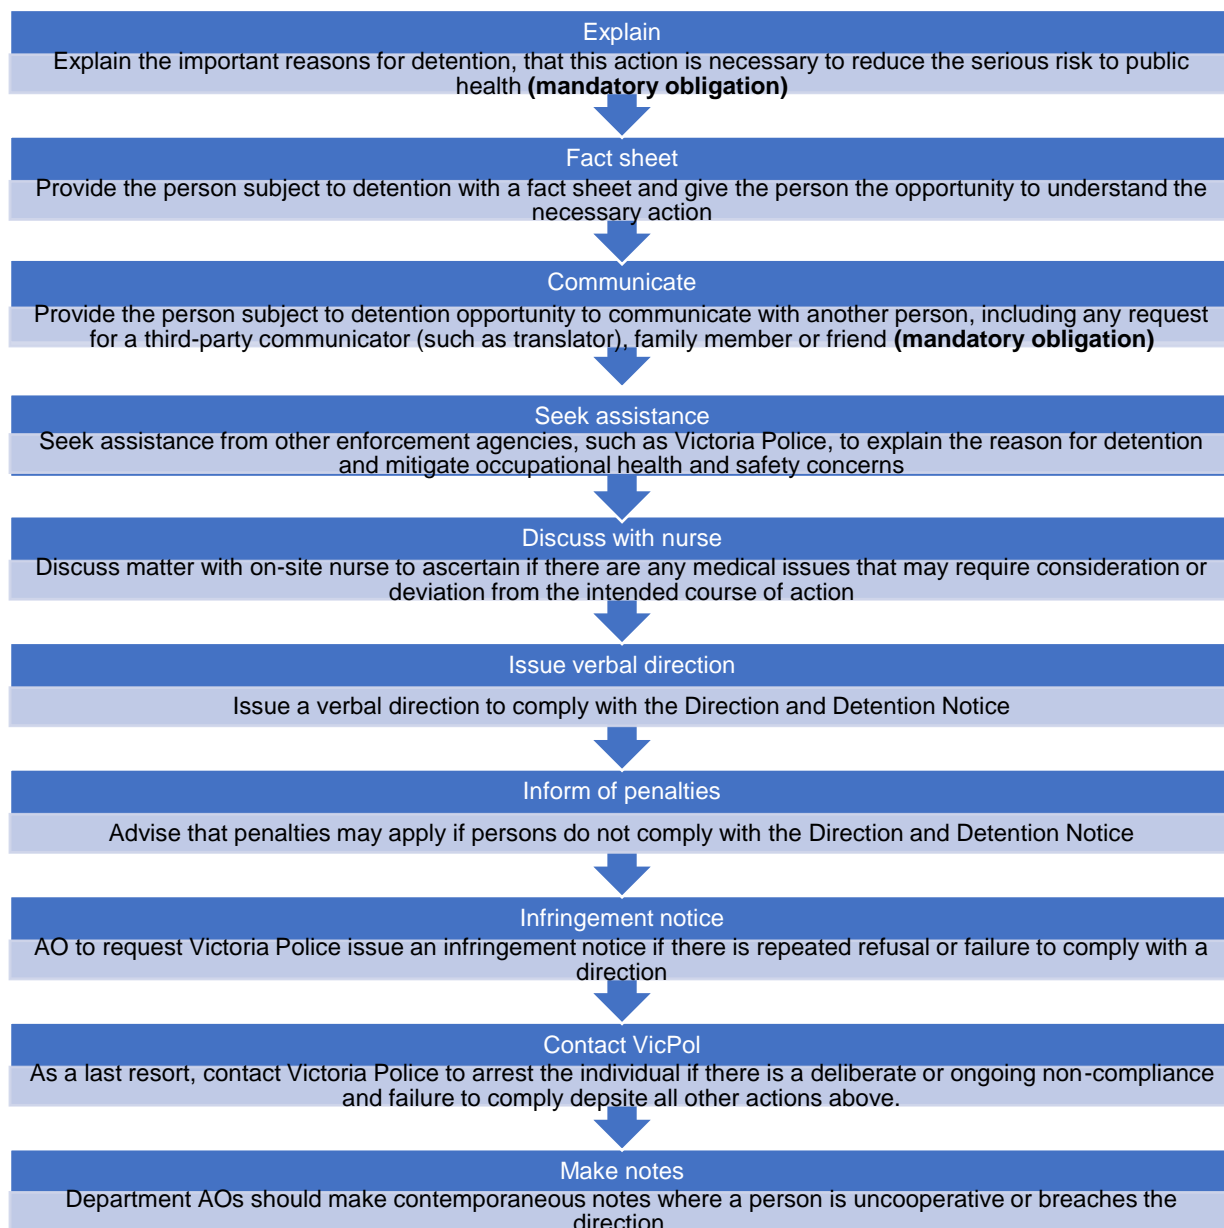 Explain
Explain the important reasons for detention, that this action is necessary to reduce the serious risk to public
health (mandatory obligation)
Fact sheet
Provide the person subject to detention with a fact sheet and give the person the opportunity to understand the
necessary action
Communicate
Provide the person subject to detention opportunity to communicate with another person, including any request
for a third-party communicator (such as translator), family member or friend (mandatory obligation)
Seek assistance
Seek assistance from other enforcement agencies, such as Victoria Police, to explain the reason for detention
and mitigate occupational health and safety concerns
Discuss with nurse
Discuss matter with on-site nurse to ascertain if there are any medical issues that may require consideration or
deviation from the intended course of action
Issue verbal direction
Issue a verbal direction to comply with the Direction and Detention Notice
Inform of penalties
Advise that penalties may apply if persons do not comply with the Direction and Detention Notice
Infringement notice
AO to request Victoria Police issue an infringement notice if there is repeated refusal or failure to comply with a
direction
Contact VicPol
As a last resort, contact Victoria Police to arrest the individual if there is a deliberate or ongoing non-compliance
and failure to comply depsite all other actions above.
Make notes
Department AOs should make contemporaneous notes where a person is uncooperative or breaches the
direction